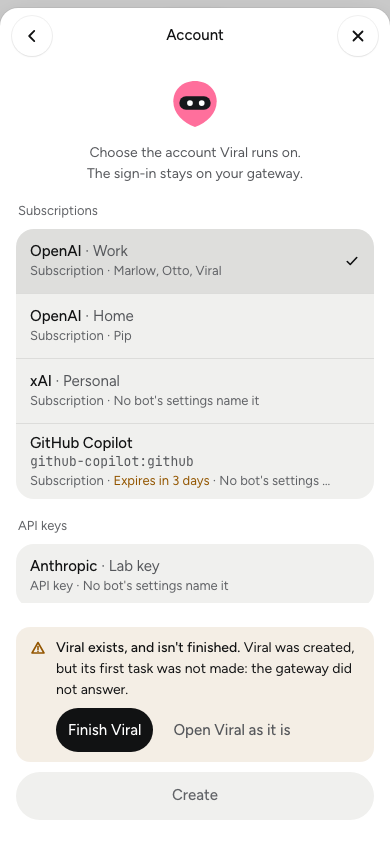 Account
Choose the account Viral runs on.
The sign-in stays on your gateway.
Subscriptions
OpenAI · Work
Subscription · Marlow, Otto, Viral
OpenAI · Home
Subscription · Pip
xAI · Personal
Subscription · No bot's settings name it
GitHub Copilot
github-copilot:github
Subscription · Expires in 3 days · No bot's settings ...
API keys
Anthropic · Lab key
API key · No bot's settings name it
Viral exists, and isn't finished. Viral was created,
but its first task was not made: the gateway did
not answer.
Finish Viral
Open Viral as it is
Create